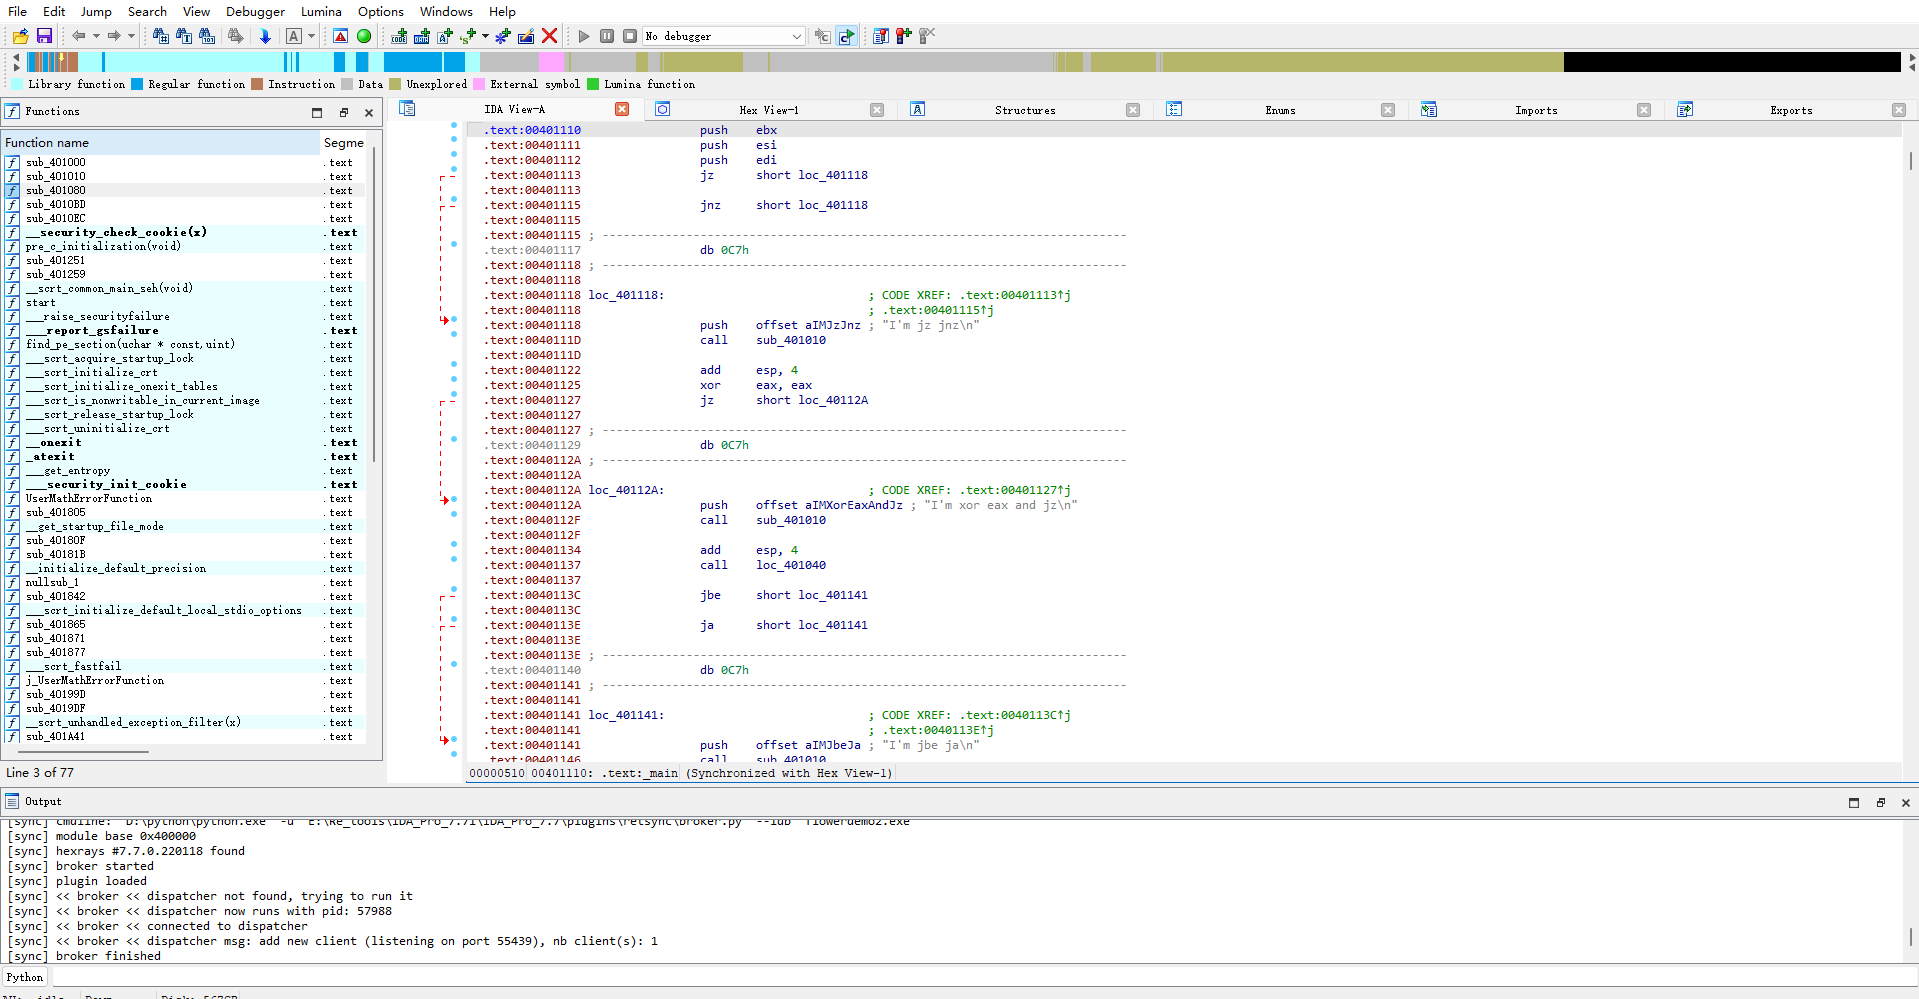 File Edit Jump Search View Debugger Lumina Options Windows Help
No debugger
Library function Regular function Instruction Data Unexplored External symbol Lumina function
Functions
Function name Segme
sub_401000 .text
sub_401010 .text
sub_401080 .text
sub_4010BD .text
sub_4010EC .text
__security_check_cookie(x) .text
pre_c_initialization(void) .text
sub_401251 .text
sub_401259 .text
__scrt_common_main_seh(void) .text
start .text
___raise_securityfailure .text
___report_gsfailure .text
find_pe_section(uchar * const,uint) .text
___scrt_acquire_startup_lock .text
___scrt_initialize_crt .text
___scrt_initialize_onexit_tables .text
___scrt_is_nonwritable_in_current_image .text
___scrt_release_startup_lock .text
___scrt_uninitialize_crt .text
__onexit .text
_atexit .text
___get_entropy .text
___security_init_cookie .text
UserMathErrorFunction .text
sub_401805 .text
__get_startup_file_mode .text
sub_40180F .text
sub_40181B .text
__initialize_default_precision .text
nullsub_1 .text
sub_401842 .text
___scrt_initialize_default_local_stdio_options .text
sub_401865 .text
sub_401871 .text
sub_401877 .text
___scrt_fastfail .text
j_UserMathErrorFunction .text
sub_40199D .text
sub_4019DF .text
__scrt_unhandled_exception_filter(x) .text
sub_401A41 .text
Line 3 of 77
IDA View-A Hex View-1 Structures Enums Imports Exports
.text:00401110 push ebx
.text:00401111 push esi
.text:00401112 push edi
.text:00401113 jz short loc_401118
.text:00401113
.text:00401115 jnz short loc_401118
.text:00401115
.text:00401115 ; ---------------------------------------------------------------------------
.text:00401117 db 0C7h
.text:00401118 ; ---------------------------------------------------------------------------
.text:00401118
.text:00401118 loc_401118: ; CODE XREF: .text:00401113↑j
.text:00401118 ; .text:00401115↑j
.text:00401118 push offset aIMJzJnz ; "I'm jz jnz\n"
.text:0040111D call sub_401010
.text:0040111D
.text:00401122 add esp, 4
.text:00401125 xor eax, eax
.text:00401127 jz short loc_40112A
.text:00401127
.text:00401127 ; ---------------------------------------------------------------------------
.text:00401129 db 0C7h
.text:0040112A ; ---------------------------------------------------------------------------
.text:0040112A
.text:0040112A loc_40112A: ; CODE XREF: .text:00401127↑j
.text:0040112A push offset aIMXorEaxAndJz ; "I'm xor eax and jz\n"
.text:0040112F call sub_401010
.text:0040112F
.text:00401134 add esp, 4
.text:00401137 call loc_401040
.text:00401137
.text:0040113C jbe short loc_401141
.text:0040113C
.text:0040113E ja short loc_401141
.text:0040113E
.text:0040113E ; ---------------------------------------------------------------------------
.text:00401140 db 0C7h
.text:00401141 ; ---------------------------------------------------------------------------
.text:00401141
.text:00401141 loc_401141: ; CODE XREF: .text:0040113C↑j
.text:00401141 ; .text:0040113E↑j
.text:00401141 push offset aIMJbeJa ; "I'm jbe ja\n"
.text:00401146 call sub_401010
00000510 00401110: .text:_main (Synchronized with Hex View-1)
Output
[sync] cmdline: "D:\python\python.exe" -u "E:\Re_tools\IDA_Pro_7.7\IDA_Pro_7.7\plugins\retsync\broker.py" --idb "flowerdemo2.exe"
[sync] module base 0x400000
[sync] hexrays #7.7.0.220118 found
[sync] broker started
[sync] plugin loaded
[sync] << broker << dispatcher not found, trying to run it
[sync] << broker << dispatcher now runs with pid: 57988
[sync] << broker << connected to dispatcher
[sync] << broker << dispatcher msg: add new client (listening on port 55439), nb client(s): 1
[sync] broker finished
Python